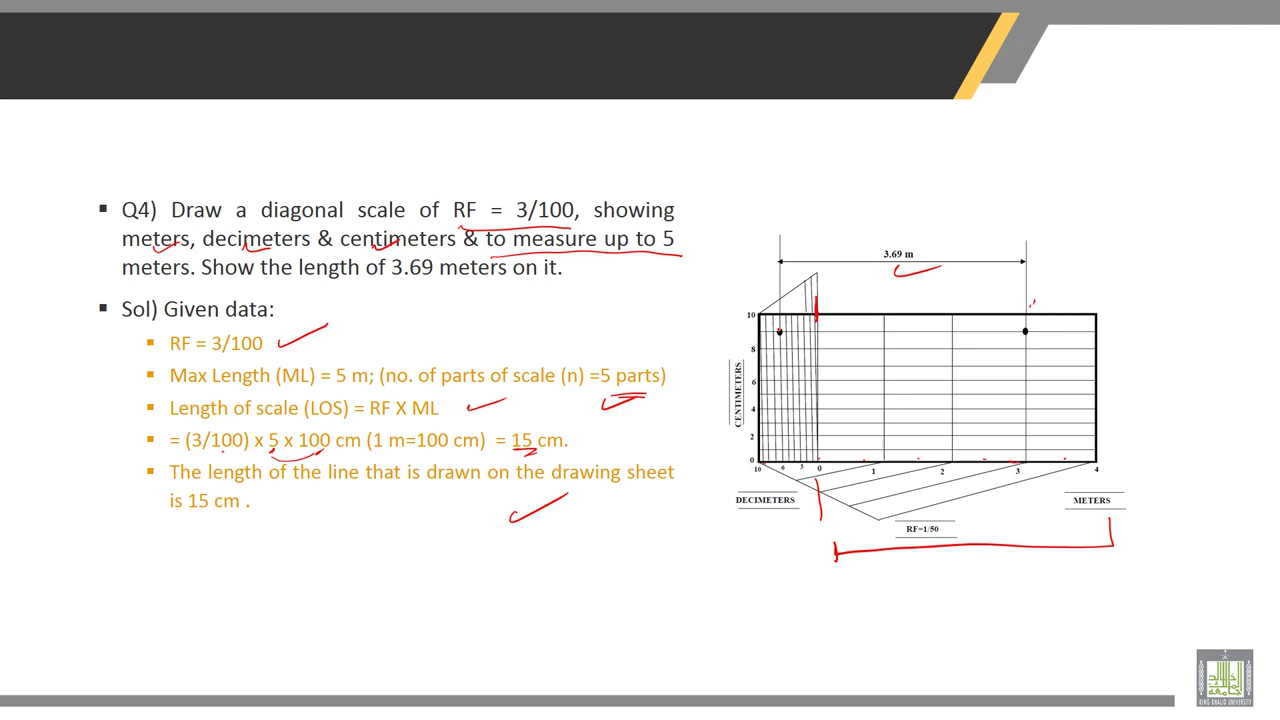 Q4) Draw a diagonal scale of RF = 3/100, showing
meters, decimeters & centimeters & to measure up to 5
meters. Show the length of 3.69 meters on it.
Sol) Given data:
RF = 3/100
Max Length (ML) = 5 m; (no. of parts of scale (n) =5 parts)
Length of scale (LOS) = RF X ML
= (3/100) x 5 x 100 cm (1 m=100 cm) = 15 cm.
The length of the line that is drawn on the drawing sheet
is 15 cm .
3.69 m
10
8
6
4
2
0
CENTIMETERS
10 6 3 0 1 2 3 4
DECIMETERS
METERS
RF=1/50
KING KHALID UNIVERSITY